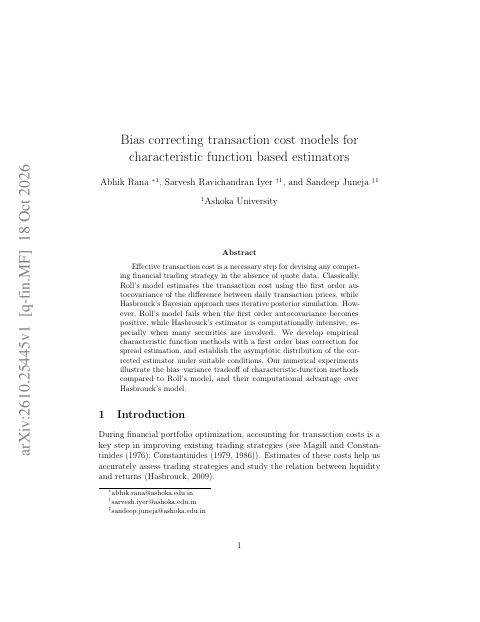 arXiv:2610.25445v1 [q-fin.MF] 18 Oct 2026
Bias correcting transaction cost models for
characteristic function based estimators
Abhik Rana *1, Sarvesh Ravichandran Iyer †1, and Sandeep Juneja ‡1
1Ashoka University
Abstract
Effective transaction cost is a necessary step for devising any compet-
ing financial trading strategy in the absence of quote data. Classically,
Roll's model estimates the transaction cost using the first order au-
tocovariance of the difference between daily transaction prices, while
Hasbrouck's Bayesian approach uses iterative posterior simulation. How-
ever, Roll's model fails when the first order autocovariance becomes
positive, while Hasbrouck's estimator is computationally intensive, es-
pecially when many securities are involved. We develop empirical
characteristic function methods with a first order bias correction for
spread estimation, and establish the asymptotic distribution of the cor-
rected estimator under suitable conditions. Our numerical experiments
illustrate the bias–variance tradeoff of characteristic-function methods
compared to Roll's model, and their computational advantage over
Hasbrouck's model.
1 Introduction
During financial portfolio optimization, accounting for transaction costs is a
key step in improving existing trading strategies (see Magill and Constan-
tinides (1976); Constantinides (1979, 1986)). Estimates of these costs help us
accurately assess trading strategies and study the relation between liquidity
and returns (Hasbrouck, 2009).
*abhik.rana@ashoka.edu.in
†sarvesh.iyer@ashoka.edu.in
‡sandeep.juneja@ashoka.edu.in
1